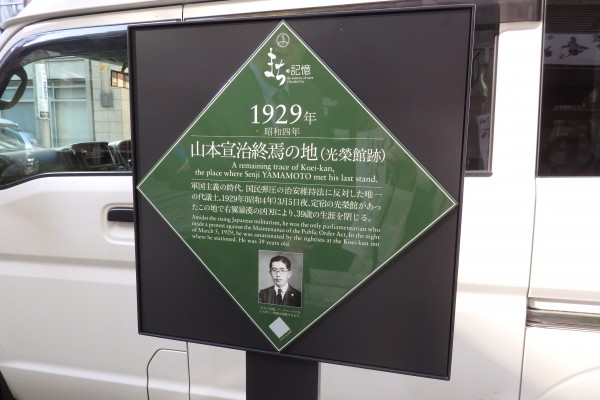 まちの記憶
1929年
昭和四年
山本宣治終焉の地(光榮館跡)
A remaining trace of Koei-kan,
the place where Senji YAMAMOTO met his last stand.
軍国主義の時代、国民弾圧の治安維持法に反対した唯一
の代議士。1929年(昭和4年)3月5日夜、定宿の光榮館があっ
たこの地で右翼暴漢の凶刃により、39歳の生涯を閉じる。
Amidst the rising Japanese militarism, he was the only parliamentarian who
made a protest against the Maintenance of the Public Order Act. In the night
of March 5, 1929, he was assassinated by the rightists at the Koei-kan inn
where he stationed. He was 39 years old.